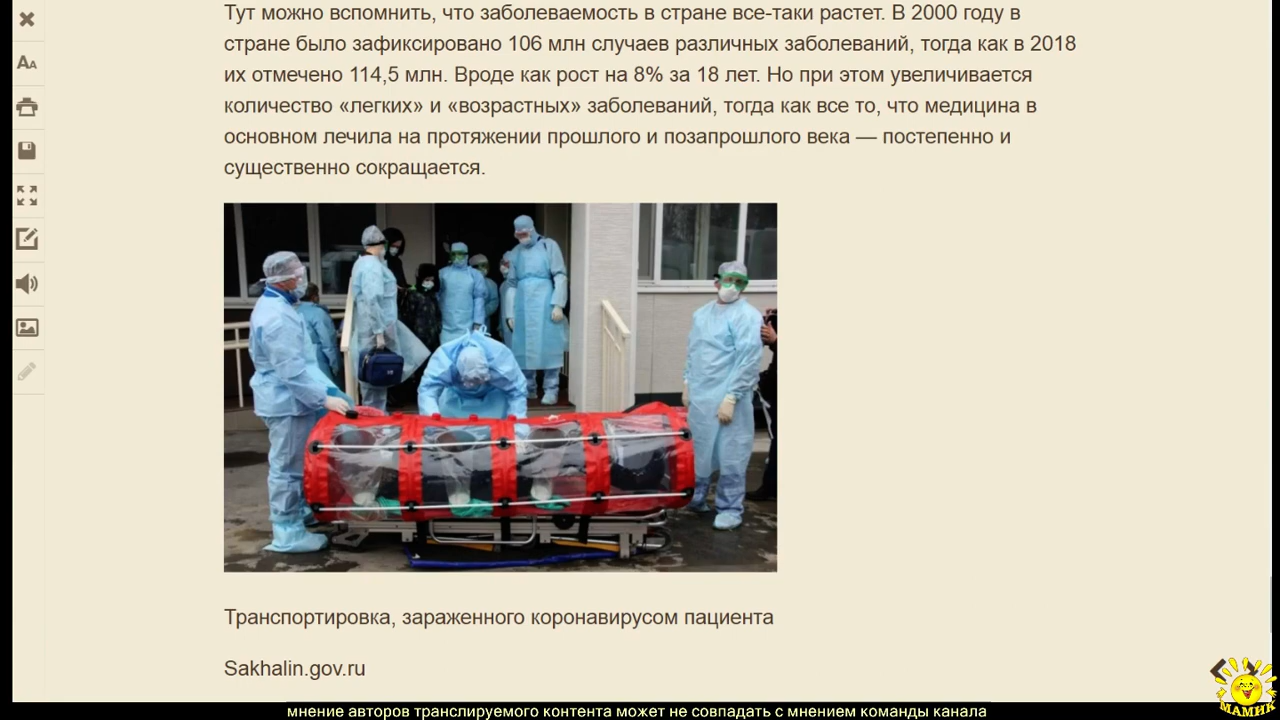 Тут можно вспомнить, что заболеваемость в стране все-таки растет. В 2000 году в
стране было зафиксировано 106 млн случаев различных заболеваний, тогда как в 2018
их отмечено 114,5 млн. Вроде как рост на 8% за 18 лет. Но при этом увеличивается
количество «легких» и «возрастных» заболеваний, тогда как все то, что медицина в
основном лечила на протяжении прошлого и позапрошлого века — постепенно и
существенно сокращается.
Транспортировка, зараженного коронавирусом пациента
Sakhalin.gov.ru
МАМИК
мнение авторов транслируемого контента может не совпадать с мнением команды канала